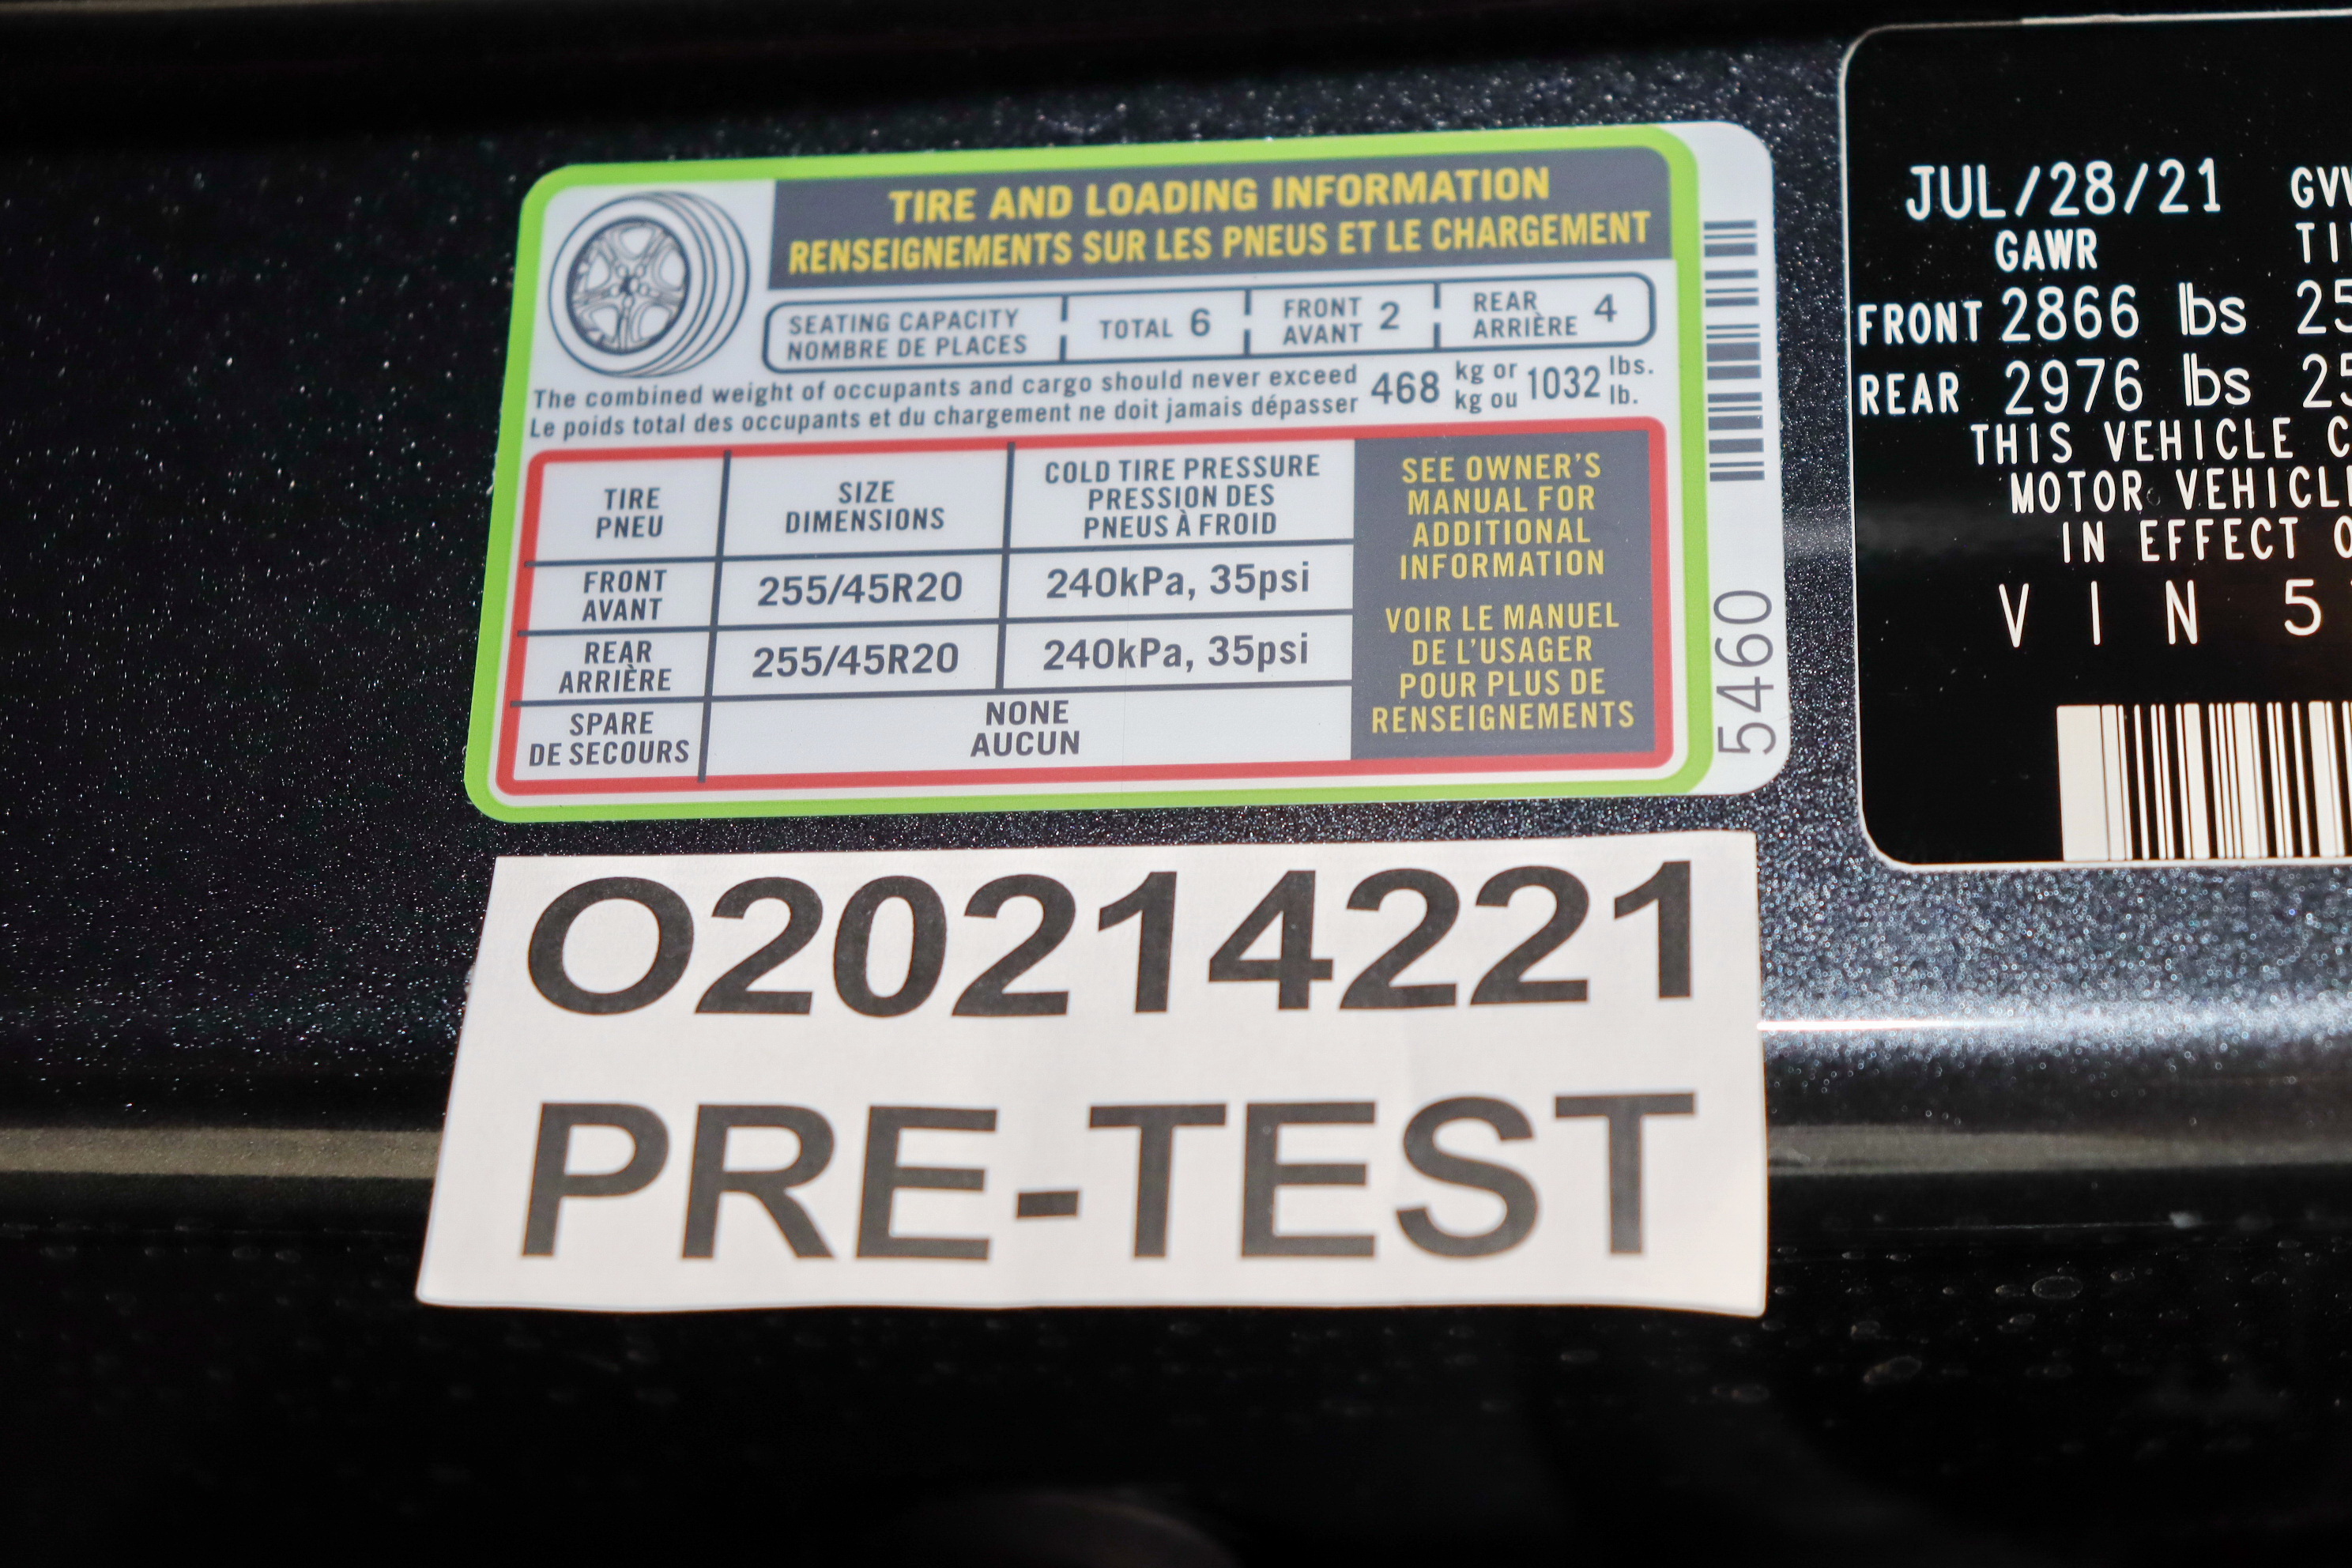 TIRE AND LOADING INFORMATION
RENSEIGNEMENTS SUR LES PNEUS ET LE CHARGEMENT
SEATING CAPACITY
NOMBRE DE PLACES
TOTAL 6
FRONT
AVANT 2
REAR
ARRIÈRE 4
The combined weight of occupants and cargo should never exceed 468 kg or 1032 lbs.
Le poids total des occupants et du chargement ne doit jamais dépasser kg ou lb.
TIRE
PNEU
SIZE
DIMENSIONS
COLD TIRE PRESSURE
PRESSION DES
PNEUS À FROID
FRONT
AVANT
255/45R20
240kPa, 35psi
REAR
ARRIÈRE
255/45R20
240kPa, 35psi
SPARE
DE SECOURS
NONE
AUCUN
SEE OWNER'S
MANUAL FOR
ADDITIONAL
INFORMATION
VOIR LE MANUEL
DE L'USAGER
POUR PLUS DE
RENSEIGNEMENTS
5460
O20214221
PRE-TEST
JUL/28/21
GAWR
FRONT 2866 lbs 25
REAR 2976 lbs 25
THIS VEHICLE C
MOTOR VEHICL
IN EFFECT O
VIN 5